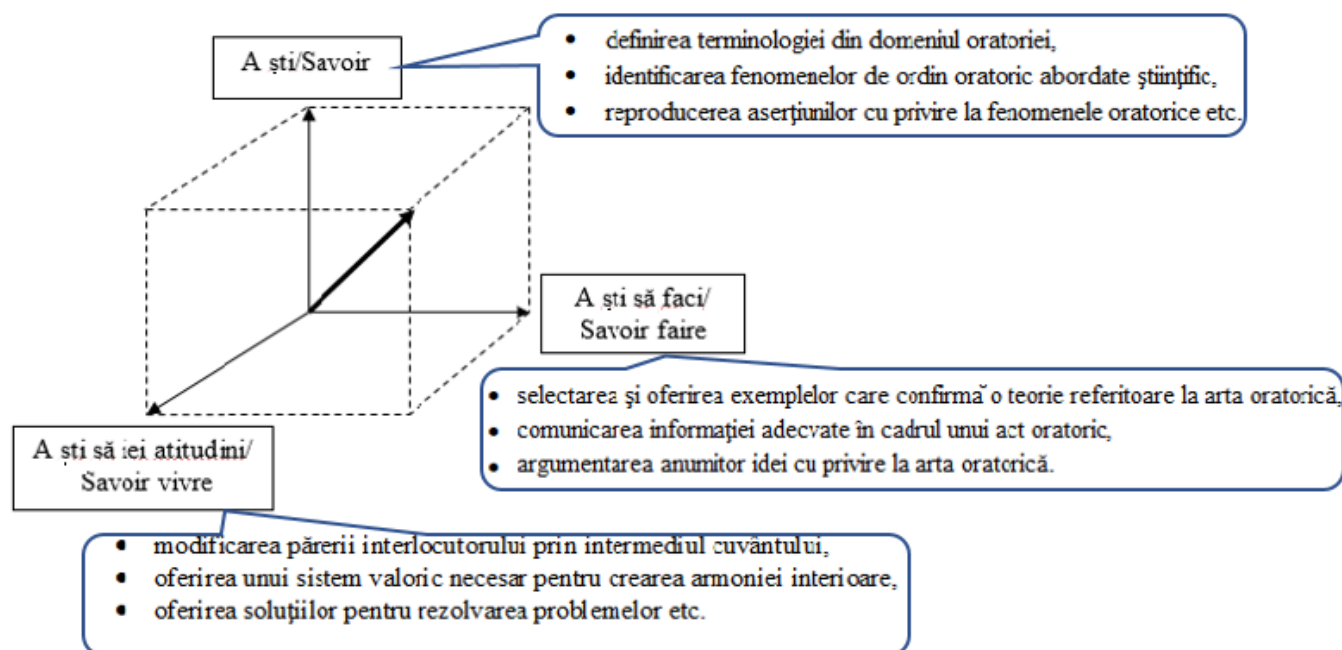 A ști/Savoir
• definirea terminologiei din domeniul oratoriei,
• identificarea fenomenelor de ordin oratoric abordate ştiinţific,
• reproducerea aserţiunilor cu privire la fenomenele oratorice etc.
A ști să faci/
Savoir faire
• selectarea şi oferirea exemplelor care confirmă o teorie referitoare la arta oratorică,
• comunicarea informaţiei adecvate în cadrul unui act oratoric,
• argumentarea anumitor idei cu privire la arta oratorică.
A ști să iei atitudini/
Savoir vivre
• modificarea părerii interlocutorului prin intermediul cuvântului,
• oferirea unui sistem valoric necesar pentru crearea armoniei interioare,
• oferirea soluţiilor pentru rezolvarea problemelor etc.